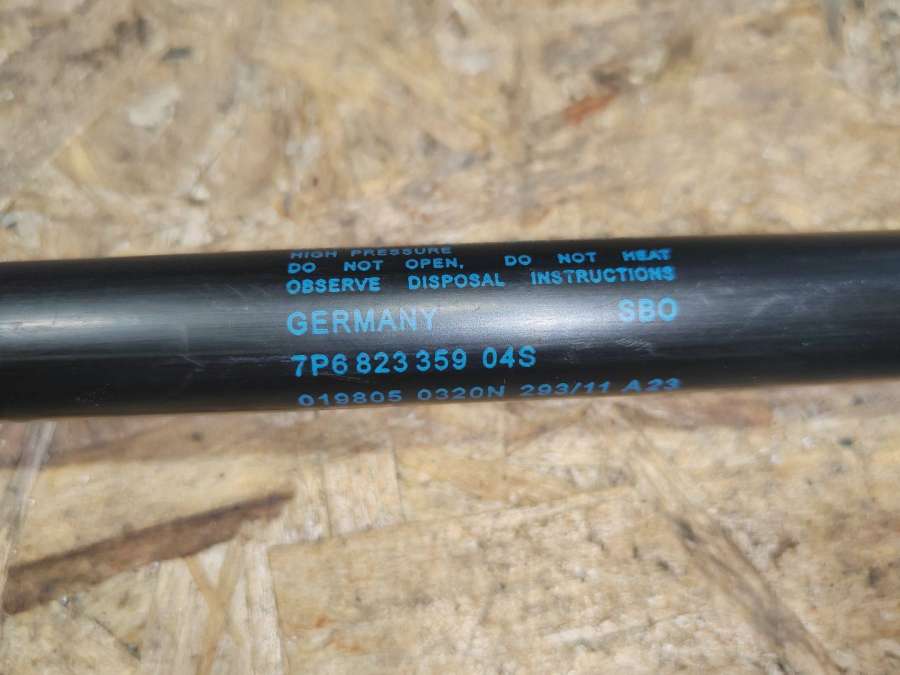 HIGH PRESSURE
DO NOT OPEN, DO NOT HEAT
OBSERVE DISPOSAL INSTRUCTIONS
GERMANY SBO
7P6 823 359 04S
019805 0320N 293/11 A23